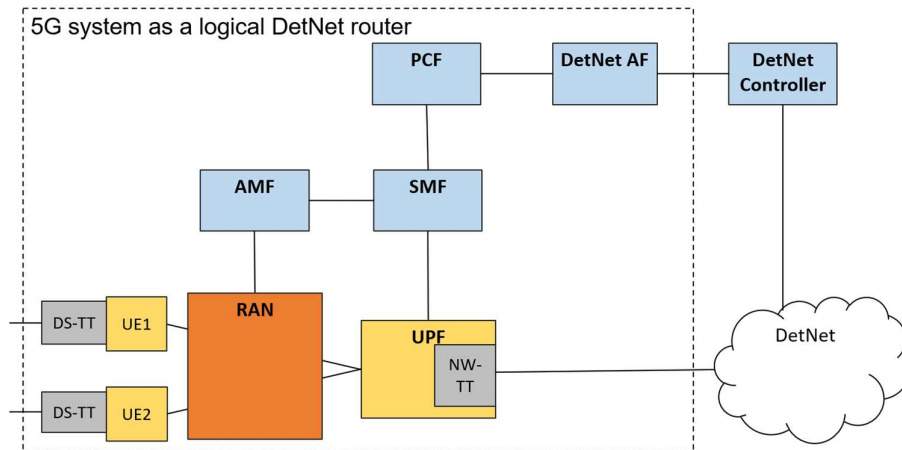 5G system as a logical DetNet router
PCF
DetNet AF
DetNet
Controller
AMF
SMF
RAN
DS-TT
UE1
UPF
NW-
TT
DetNet
DS-TT
UE2